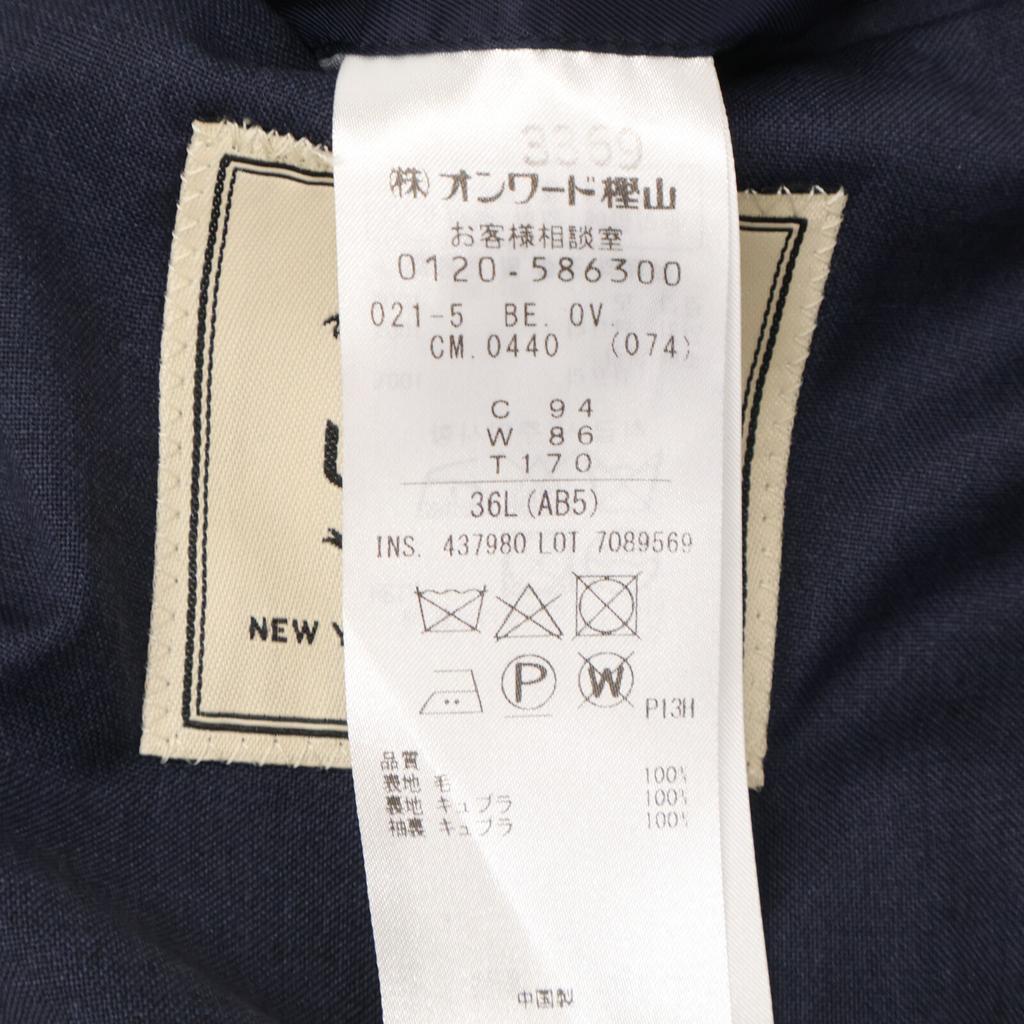 3369
(株)オンワード樫山
お客様相談室
0120-586300
021-5 BE. OV.
CM.0440 (074)
C 94
W 86
T170
36L(AB5)
INS. 437980 LOT 7089569
P W P13H
NEW
品質
表地 毛 100%
裏地 キュプラ 100%
袖裏 キュプラ 100%
中国製